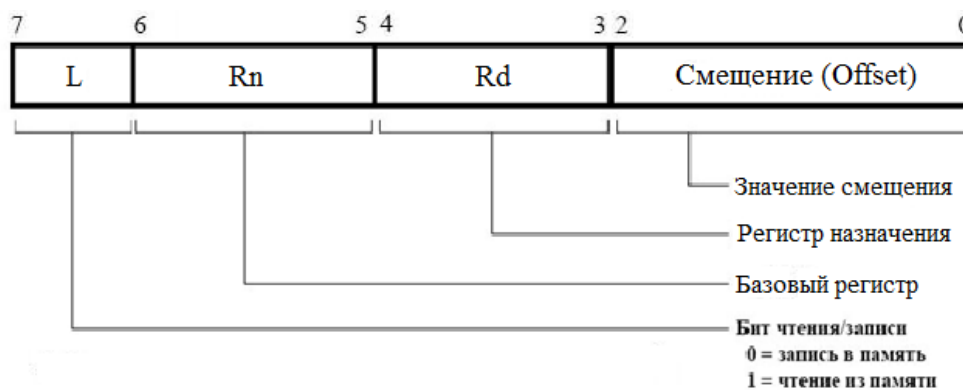 7 6 5 4 3 2 0
L Rn Rd Смещение (Offset)
Значение смещения
Регистр назначения
Базовый регистр
Бит чтения/записи
0 = запись в память
1 = чтение из памяти